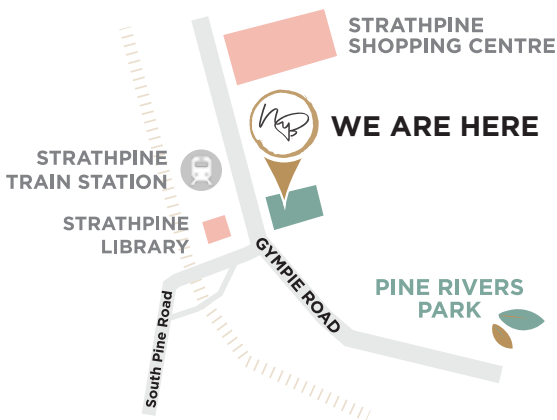 STRATHPINE
SHOPPING CENTRE
WE ARE HERE
STRATHPINE
TRAIN STATION
STRATHPINE
LIBRARY
GYMPIE ROAD
PINE RIVERS
PARK
South Pine Road